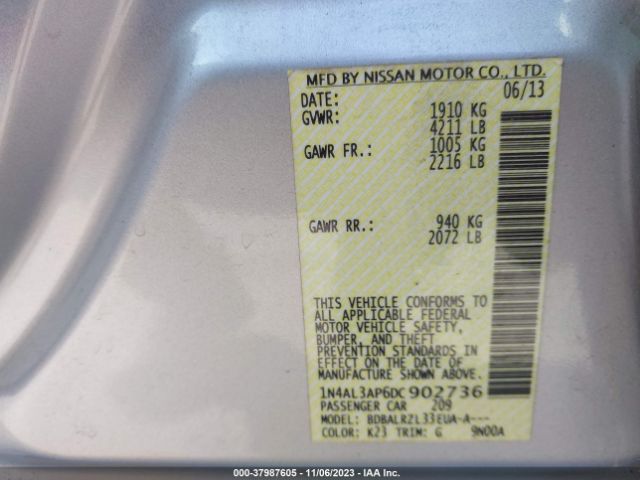 MFD BY NISSAN MOTOR CO., LTD.
DATE: 06/13
GVWR: 1910 KG
4211 LB
GAWR FR.: 1005 KG
2216 LB
GAWR RR.: 940 KG
2072 LB
THIS VEHICLE CONFORMS TO
ALL APPLICABLE FEDERAL
MOTOR VEHICLE SAFETY,
BUMPER, AND THEFT
PREVENTION STANDARDS IN
EFFECT ON THE DATE OF
MANUFACTURE SHOWN ABOVE.
1N4AL3AP6DC902736
PASSENGER CAR 209
MODEL: BDBALRZL33EUA-A---
COLOR: K23 TRIM: G 9N00A
000-37987605 - 11/06/2023 - IAA Inc.